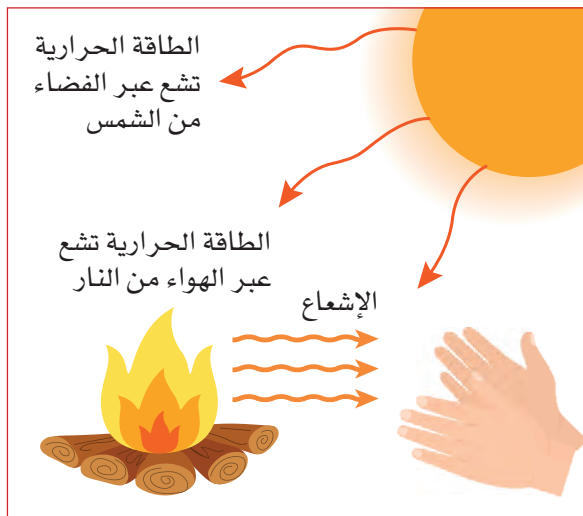 الطاقة الحرارية
تشع عبر الفضاء
من الشمس
الطاقة الحرارية تشع
عبر الهواء من النار
الإشعاع